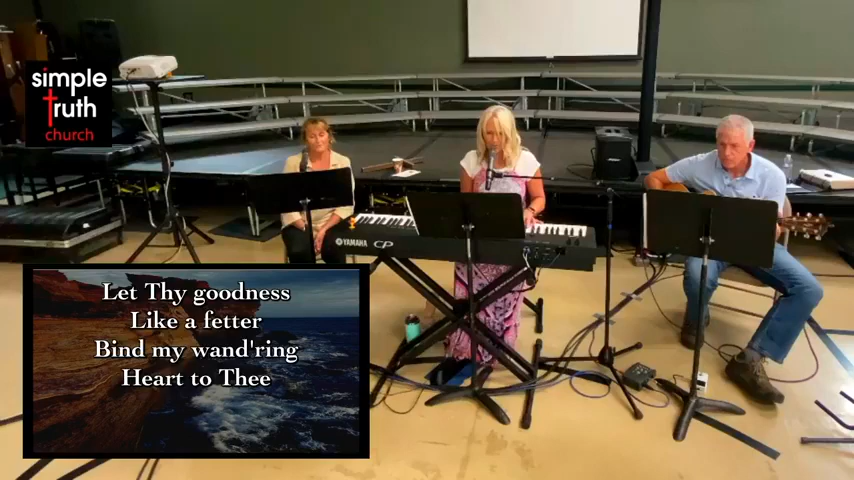 simple
truth
church
YAMAHA CP
Let Thy goodness
Like a fetter
Bind my wand'ring
Heart to Thee